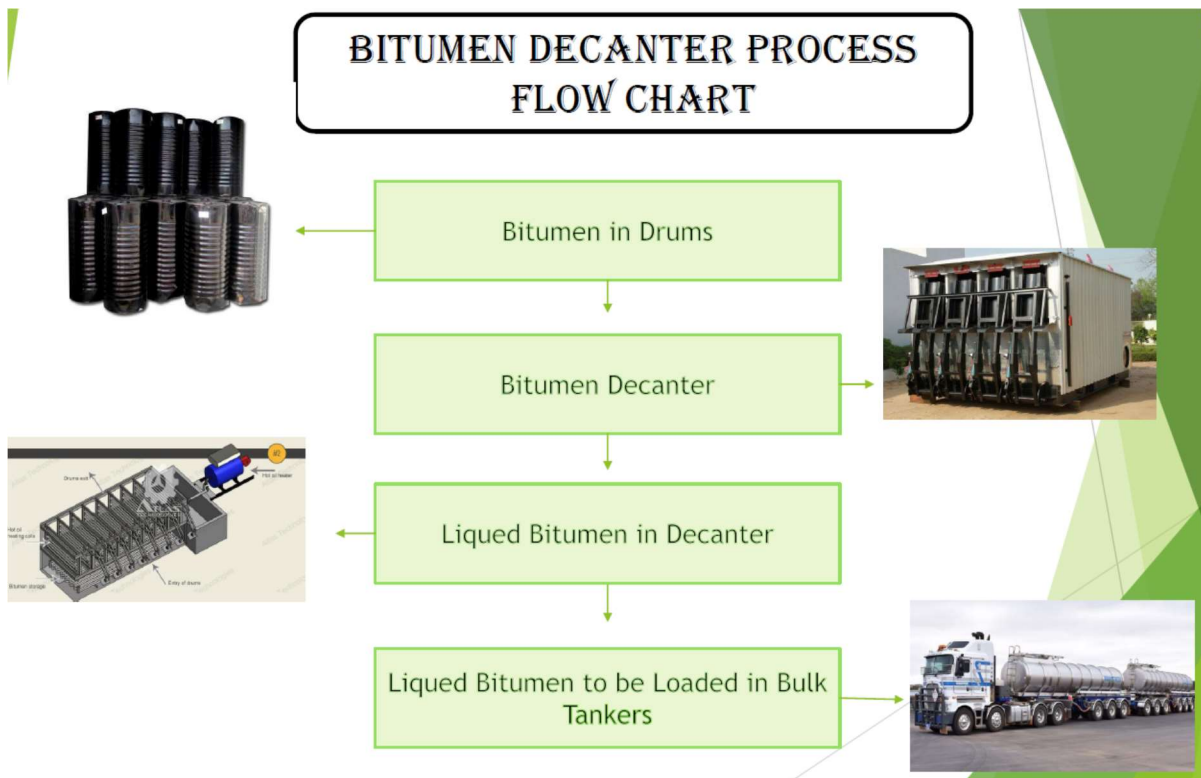 BITUMEN DECANTER PROCESS
FLOW CHART
Bitumen in Drums
Bitumen Decanter
Drums exit
Hot oil heater
Hot oil
heating coils
Bitumen storage
Entry of drums
Liqued Bitumen in Decanter
Liqued Bitumen to be Loaded in Bulk
Tankers